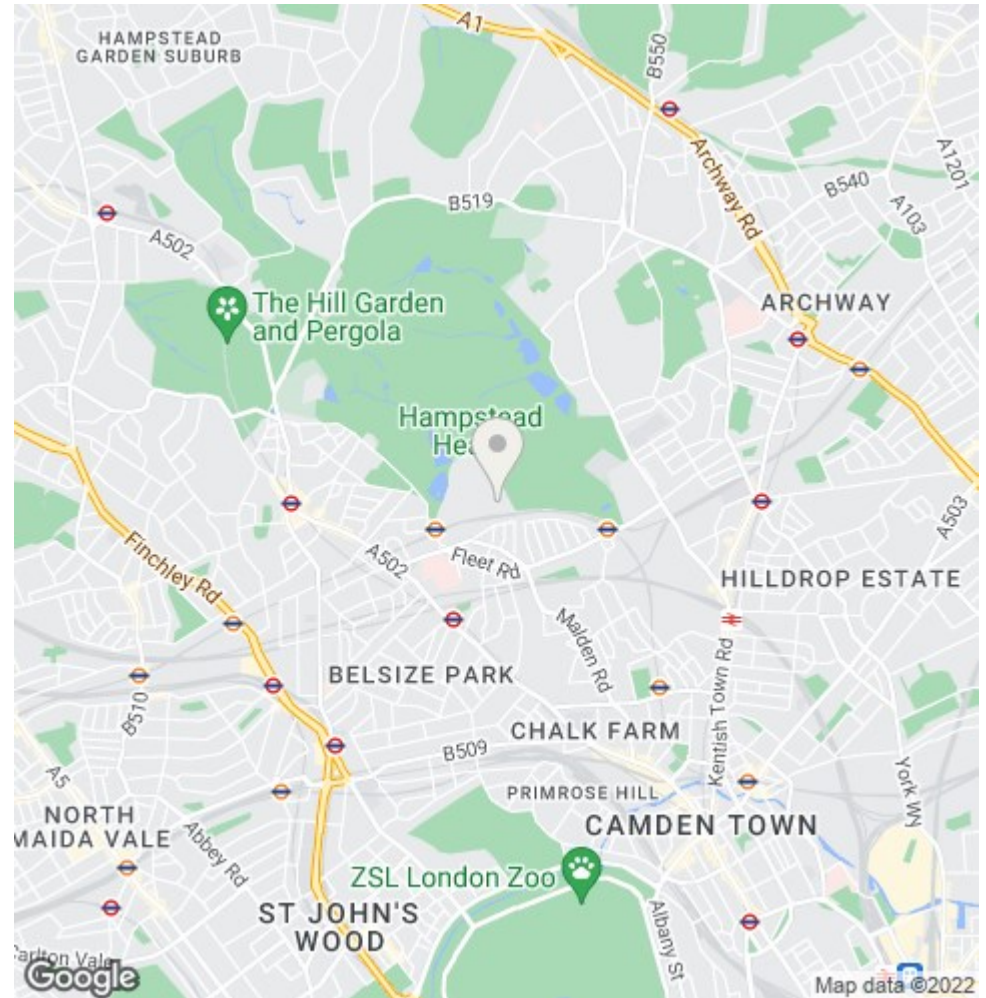 A1
HAMPSTEAD
GARDEN SUBURB
B550
Archway Rd
A1201
B540
A103
B519
A502
The Hill Garden
and Pergola
ARCHWAY
Hampstead
A503
Finchley Rd
A502
Fleet Rd
HILLDROP ESTATE
Malden Rd
BELSIZE PARK
Kentish Town Rd
B510
CHALK FARM
B509
A5
York WN
PRIMROSE HILL
NORTH
MAIDA VALE
Abbey Rd
CAMDEN TOWN
ZSL London Zoo
ST JOHN'S
WOOD
Albany St
Carlton Vale
Google
Map data ©2022